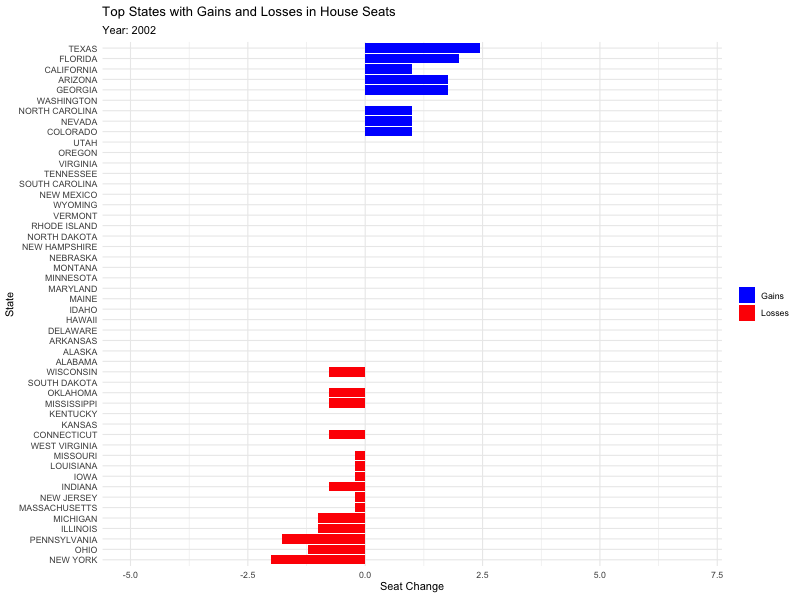 Top States with Gains and Losses in House Seats
Year: 2002
TEXAS
FLORIDA
CALIFORNIA
ARIZONA
GEORGIA
WASHINGTON
NORTH CAROLINA
NEVADA
COLORADO
UTAH
OREGON
VIRGINIA
TENNESSEE
SOUTH CAROLINA
NEW MEXICO
WYOMING
VERMONT
RHODE ISLAND
NORTH DAKOTA
NEW HAMPSHIRE
NEBRASKA
MONTANA
MINNESOTA
MARYLAND
MAINE
IDAHO
HAWAII
DELAWARE
ARKANSAS
ALASKA
ALABAMA
WISCONSIN
SOUTH DAKOTA
OKLAHOMA
MISSISSIPPI
KENTUCKY
KANSAS
CONNECTICUT
WEST VIRGINIA
MISSOURI
LOUISIANA
IOWA
INDIANA
NEW JERSEY
MASSACHUSETTS
MICHIGAN
ILLINOIS
PENNSYLVANIA
OHIO
NEW YORK
State
-5.0 -2.5 0.0 2.5 5.0 7.5
Seat Change
Gains
Losses